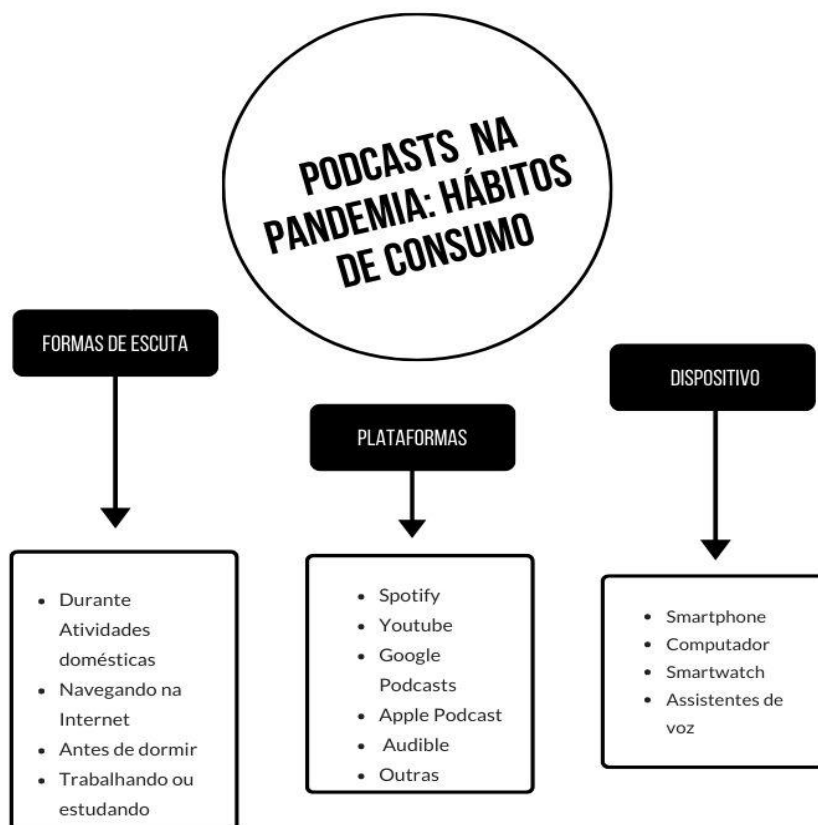 PODCASTS NA
PANDEMIA: HÁBITOS
DE CONSUMO
FORMAS DE ESCUTA
• Durante
Atividades
domésticas
• Navegando na
Internet
• Antes de dormir
• Trabalhando ou
estudando
PLATAFORMAS
• Spotify
• Youtube
• Google
Podcasts
• Apple Podcast
• Audible
• Outras
DISPOSITIVO
• Smartphone
• Computador
• Smartwatch
• Assistentes de
voz